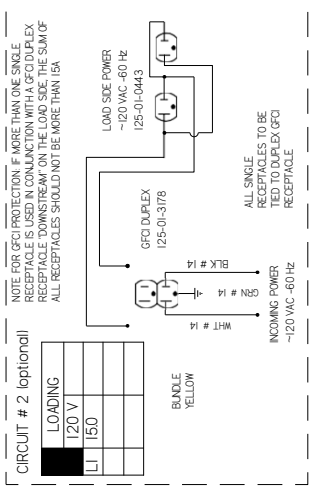 CIRCUIT # 2 (optional)
LOADING
120 V
L1 15.0
NOTE FOR GFCI PROTECTION: IF MORE THAN ONE SINGLE
RECEPTACLE IS USED IN CONJUNCTION WITH A GFCI DUPLEX
RECEPTACLE "DOWNSTREAM" ON THE LOAD SIDE, THE SUM OF
ALL RECEPTACLES SHOULD NOT BE MORE THAN 15A
BUNDLE
YELLOW
GFCI DUPLEX
125-01-3178
LOAD SIDE POWER
~120 VAC -60 Hz
125-01-0443
WHT # 14
GRN # 14
BLK # 14
INCOMING POWER
~120 VAC -60 Hz
ALL SINGLE
RECEPTACLES TO BE
TIED TO DUPLEX GFCI
RECEPTACLE